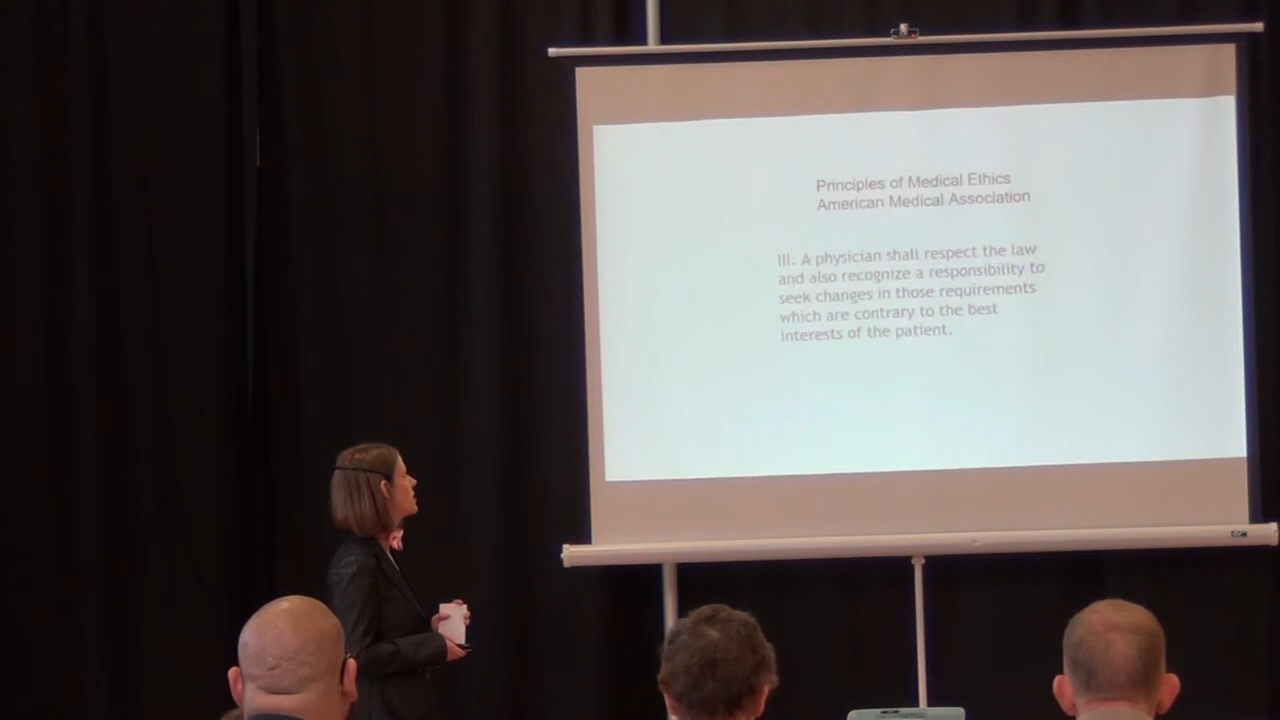 Principles of Medical Ethics
American Medical Association
III. A physician shall respect the law
and also recognize a responsibility to
seek changes in those requirements
which are contrary to the best
interests of the patient.